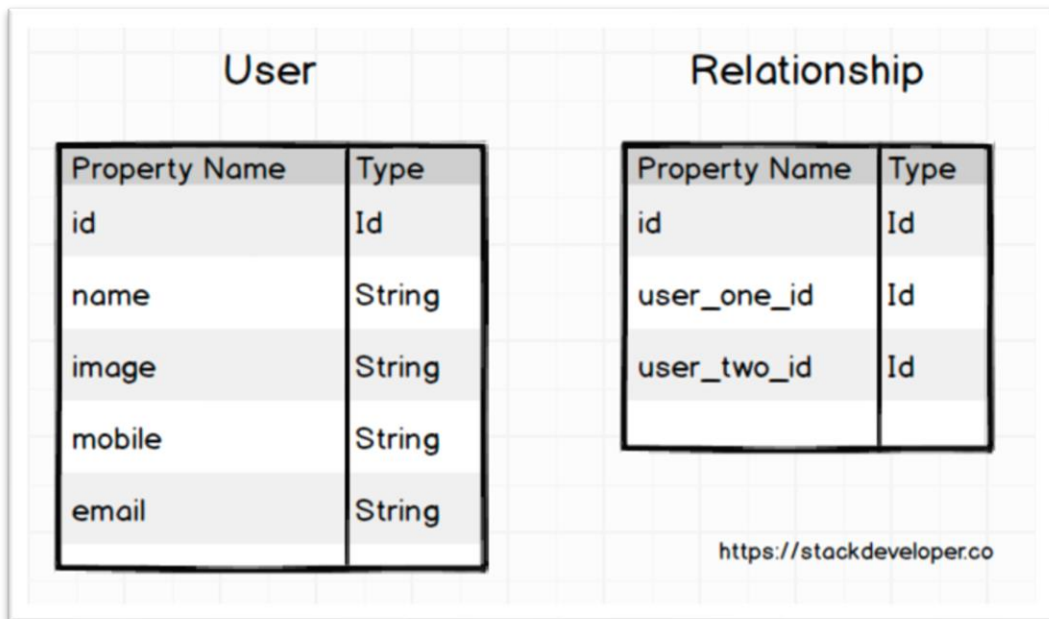 User
Property Name Type
id Id
name String
image String
mobile String
email String
Relationship
Property Name Type
id Id
user_one_id Id
user_two_id Id
https://stackdeveloper.co